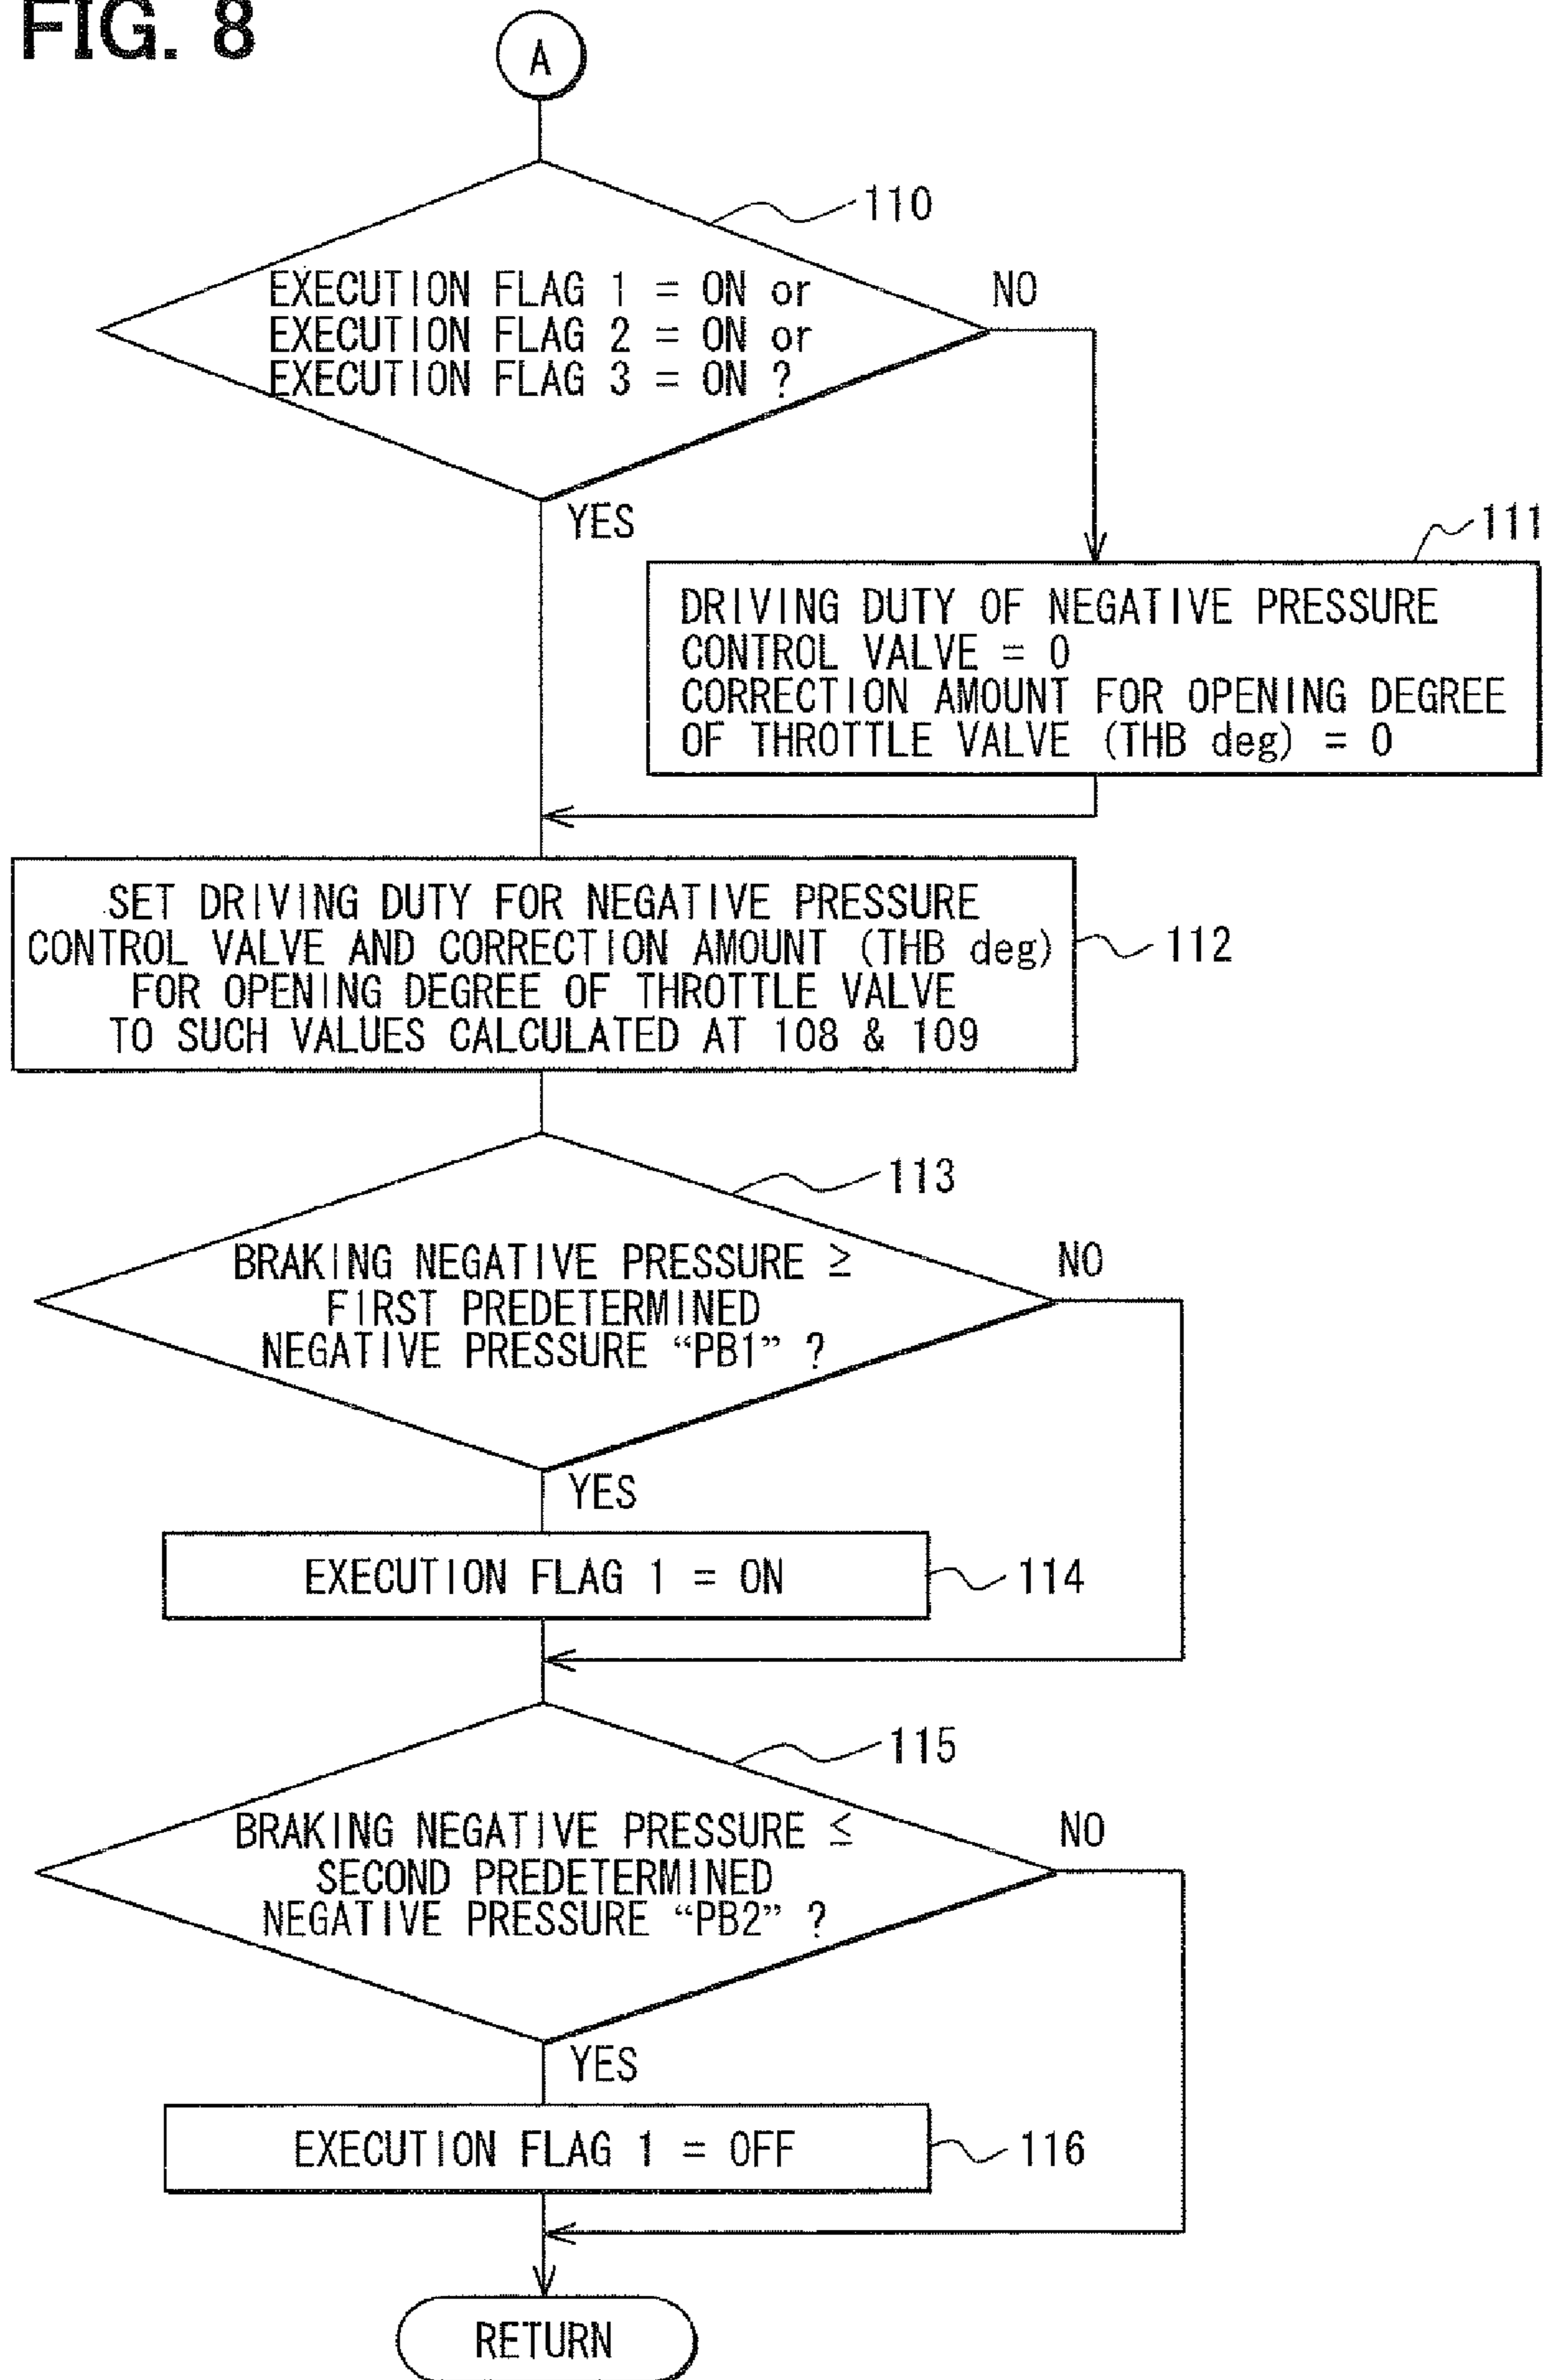 FIG. 8
A
110
EXECUTION FLAG 1 = ON or
EXECUTION FLAG 2 = ON or
EXECUTION FLAG 3 = ON ?
NO
YES
111
DRIVING DUTY OF NEGATIVE PRESSURE
CONTROL VALVE = 0
CORRECTION AMOUNT FOR OPENING DEGREE
OF THROTTLE VALVE (THB deg) = 0
SET DRIVING DUTY FOR NEGATIVE PRESSURE
CONTROL VALVE AND CORRECTION AMOUNT (THB deg)
FOR OPENING DEGREE OF THROTTLE VALVE
TO SUCH VALUES CALCULATED AT 108 & 109
112
113
BRAKING NEGATIVE PRESSURE ≥
FIRST PREDETERMINED
NEGATIVE PRESSURE “PB1” ?
NO
YES
EXECUTION FLAG 1 = ON
114
115
BRAKING NEGATIVE PRESSURE ≤
SECOND PREDETERMINED
NEGATIVE PRESSURE “PB2” ?
NO
YES
EXECUTION FLAG 1 = OFF
116
RETURN